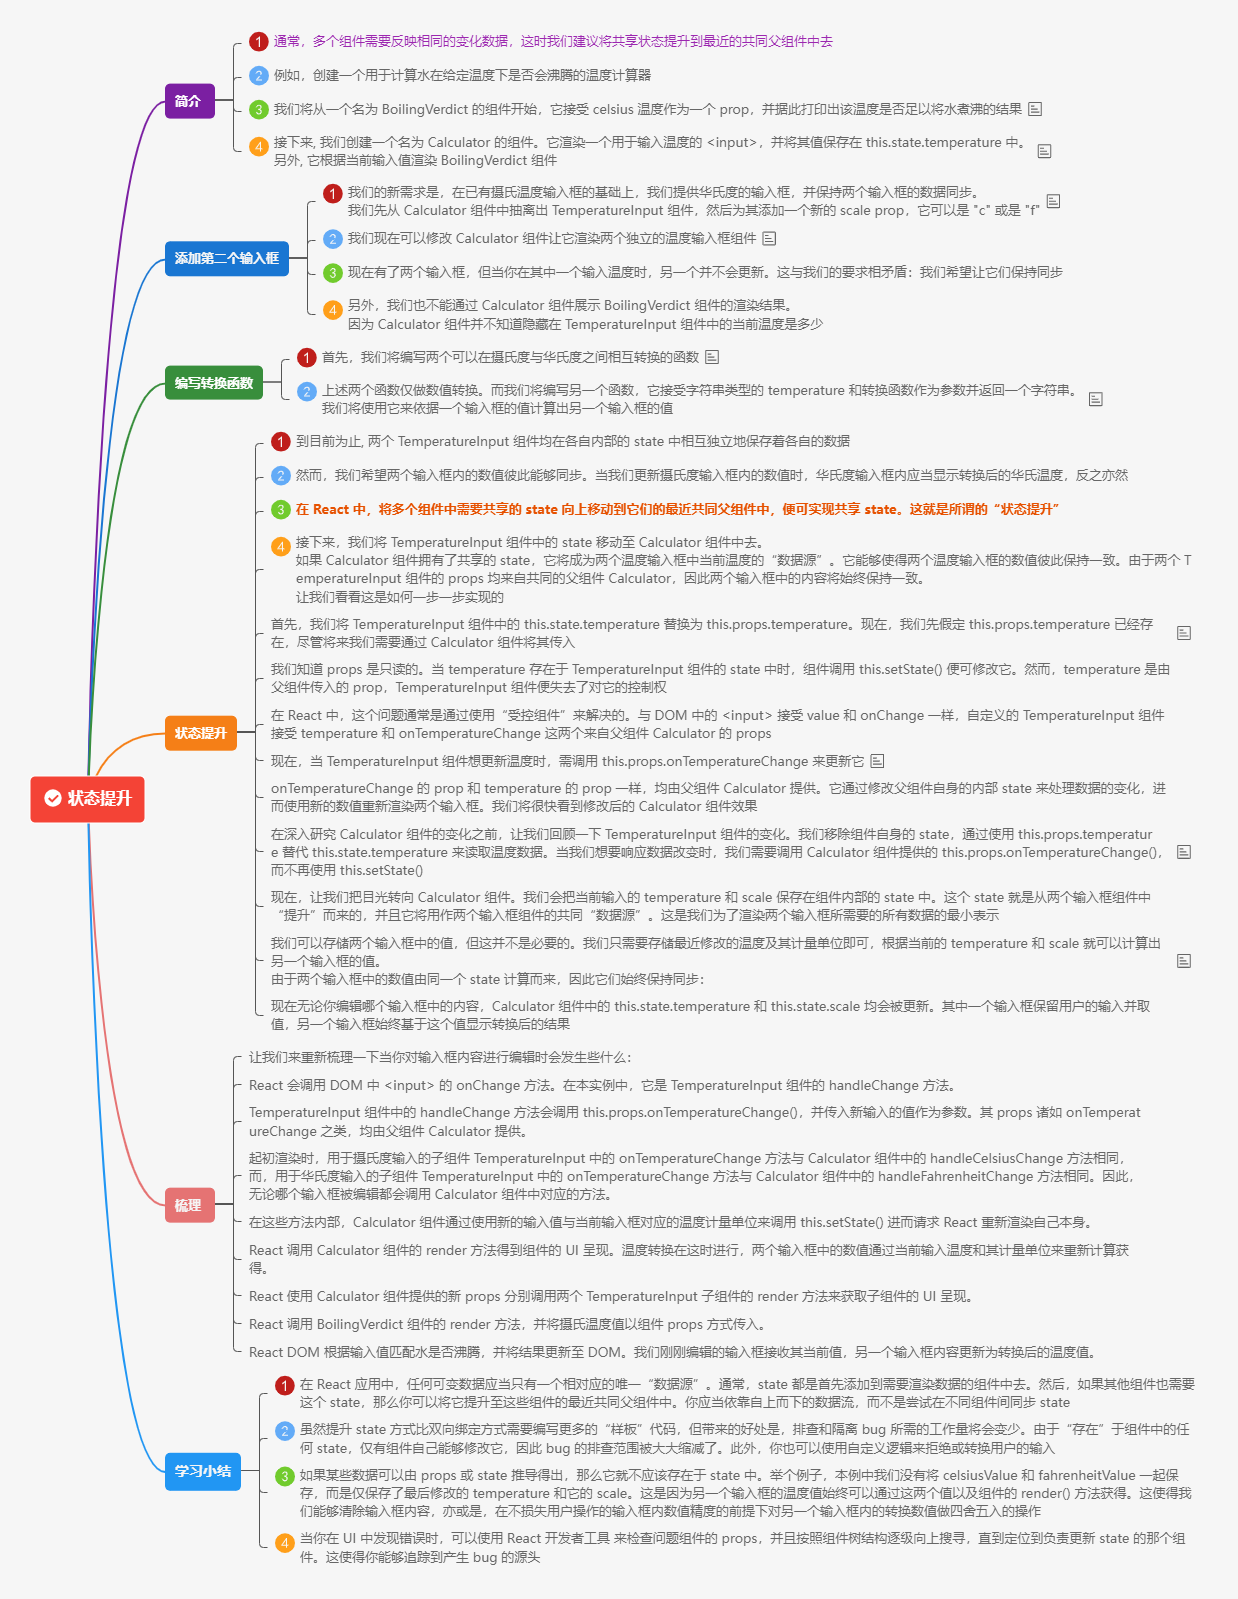 状态提升
简介
1 通常，多个组件需要反映相同的变化数据，这时我们建议将共享状态提升到最近的共同父组件中去
2 例如，创建一个用于计算水在给定温度下是否会沸腾的温度计算器
3 我们将从一个名为 BoilingVerdict 的组件开始，它接受 celsius 温度作为一个 prop，并据此打印出该温度是否足以将水煮沸的结果
4 接下来, 我们创建一个名为 Calculator 的组件。它渲染一个用于输入温度的 <input>，并将其值保存在 this.state.temperature 中。
另外, 它根据当前输入值渲染 BoilingVerdict 组件
添加第二个输入框
1 我们的新需求是，在已有摄氏温度输入框的基础上，我们提供华氏度的输入框，并保持两个输入框的数据同步。
我们先从 Calculator 组件中抽离出 TemperatureInput 组件，然后为其添加一个新的 scale prop，它可以是 "c" 或是 "f"
2 我们现在可以修改 Calculator 组件让它渲染两个独立的温度输入框组件
3 现在有了两个输入框，但当你在其中一个输入温度时，另一个并不会更新。这与我们的要求相矛盾：我们希望让它们保持同步
4 另外，我们也不能通过 Calculator 组件展示 BoilingVerdict 组件的渲染结果。
因为 Calculator 组件并不知道隐藏在 TemperatureInput 组件中的当前温度是多少
编写转换函数
1 首先，我们将编写两个可以在摄氏度与华氏度之间相互转换的函数
2 上述两个函数仅做数值转换。而我们将编写另一个函数，它接受字符串类型的 temperature 和转换函数作为参数并返回一个字符串。
我们将使用它来依据一个输入框的值计算出另一个输入框的值
状态提升
1 到目前为止, 两个 TemperatureInput 组件均在各自内部的 state 中相互独立地保存着各自的数据
2 然而，我们希望两个输入框内的数值彼此能够同步。当我们更新摄氏度输入框内的数值时，华氏度输入框内应当显示转换后的华氏温度，反之亦然
3 在 React 中，将多个组件中需要共享的 state 向上移动到它们的最近共同父组件中，便可实现共享 state。这就是所谓的“状态提升”
4 接下来，我们将 TemperatureInput 组件中的 state 移动至 Calculator 组件中去。
如果 Calculator 组件拥有了共享的 state，它将成为两个温度输入框中当前温度的“数据源”。它能够使得两个温度输入框的数值彼此保持一致。由于两个 T
emperatureInput 组件的 props 均来自共同的父组件 Calculator，因此两个输入框中的内容将始终保持一致。
让我们看看这是如何一步一步实现的
首先，我们将 TemperatureInput 组件中的 this.state.temperature 替换为 this.props.temperature。现在，我们先假定 this.props.temperature 已经存
在，尽管将来我们需要通过 Calculator 组件将其传入
我们知道 props 是只读的。当 temperature 存在于 TemperatureInput 组件的 state 中时，组件调用 this.setState() 便可修改它。然而，temperature 是由
父组件传入的 prop，TemperatureInput 组件便失去了对它的控制权
在 React 中，这个问题通常是通过使用“受控组件”来解决的。与 DOM 中的 <input> 接受 value 和 onChange 一样，自定义的 TemperatureInput 组件
接受 temperature 和 onTemperatureChange 这两个来自父组件 Calculator 的 props
现在，当 TemperatureInput 组件想更新温度时，需调用 this.props.onTemperatureChange 来更新它
onTemperatureChange 的 prop 和 temperature 的 prop 一样，均由父组件 Calculator 提供。它通过修改父组件自身的内部 state 来处理数据的变化，进
而使用新的数值重新渲染两个输入框。我们将很快看到修改后的 Calculator 组件效果
在深入研究 Calculator 组件的变化之前，让我们回顾一下 TemperatureInput 组件的变化。我们移除组件自身的 state，通过使用 this.props.temperatur
e 替代 this.state.temperature 来读取温度数据。当我们想要响应数据改变时，我们需要调用 Calculator 组件提供的 this.props.onTemperatureChange()，
而不再使用 this.setState()
现在，让我们把目光转向 Calculator 组件。我们会把当前输入的 temperature 和 scale 保存在组件内部的 state 中。这个 state 就是从两个输入框组件中
“提升”而来的，并且它将用作两个输入框组件的共同“数据源”。这是我们为了渲染两个输入框所需要的所有数据的最小表示
我们可以存储两个输入框中的值，但这并不是必要的。我们只需要存储最近修改的温度及其计量单位即可，根据当前的 temperature 和 scale 就可以计算出
另一个输入框的值。
由于两个输入框中的数值由同一个 state 计算而来，因此它们始终保持同步：
现在无论你编辑哪个输入框中的内容，Calculator 组件中的 this.state.temperature 和 this.state.scale 均会被更新。其中一个输入框保留用户的输入并取
值，另一个输入框始终基于这个值显示转换后的结果
梳理
让我们来重新梳理一下当你对输入框内容进行编辑时会发生些什么：
React 会调用 DOM 中 <input> 的 onChange 方法。在本实例中，它是 TemperatureInput 组件的 handleChange 方法。
TemperatureInput 组件中的 handleChange 方法会调用 this.props.onTemperatureChange()，并传入新输入的值作为参数。其 props 诸如 onTemperat
ureChange 之类，均由父组件 Calculator 提供。
起初渲染时，用于摄氏度输入的子组件 TemperatureInput 中的 onTemperatureChange 方法与 Calculator 组件中的 handleCelsiusChange 方法相同，
而，用于华氏度输入的子组件 TemperatureInput 中的 onTemperatureChange 方法与 Calculator 组件中的 handleFahrenheitChange 方法相同。因此，
无论哪个输入框被编辑都会调用 Calculator 组件中对应的方法。
在这些方法内部，Calculator 组件通过使用新的输入值与当前输入框对应的温度计量单位来调用 this.setState() 进而请求 React 重新渲染自己本身。
React 调用 Calculator 组件的 render 方法得到组件的 UI 呈现。温度转换在这时进行，两个输入框中的数值通过当前输入温度和其计量单位来重新计算获
得。
React 使用 Calculator 组件提供的新 props 分别调用两个 TemperatureInput 子组件的 render 方法来获取子组件的 UI 呈现。
React 调用 BoilingVerdict 组件的 render 方法，并将摄氏温度值以组件 props 方式传入。
React DOM 根据输入值匹配水是否沸腾，并将结果更新至 DOM。我们刚刚编辑的输入框接收其当前值，另一个输入框内容更新为转换后的温度值。
学习小结
1 在 React 应用中，任何可变数据应当只有一个相对应的唯一“数据源”。通常，state 都是首先添加到需要渲染数据的组件中去。然后，如果其他组件也需要
这个 state，那么你可以将它提升至这些组件的最近共同父组件中。你应当依靠自上而下的数据流，而不是尝试在不同组件间同步 state
2 虽然提升 state 方式比双向绑定方式需要编写更多的“样板”代码，但带来的好处是，排查和隔离 bug 所需的工作量将会变少。由于“存在”于组件中的任
何 state，仅有组件自己能够修改它，因此 bug 的排查范围被大大缩减了。此外，你也可以使用自定义逻辑来拒绝或转换用户的输入
3 如果某些数据可以由 props 或 state 推导得出，那么它就不应该存在于 state 中。举个例子，本例中我们没有将 celsiusValue 和 fahrenheitValue 一起保
存，而是仅保存了最后修改的 temperature 和它的 scale。这是因为另一个输入框的温度值始终可以通过这两个值以及组件的 render() 方法获得。这使得我
们能够清除输入框内容，亦或是，在不损失用户操作的输入框内数值精度的前提下对另一个输入框内的转换数值做四舍五入的操作
4 当你在 UI 中发现错误时，可以使用 React 开发者工具 来检查问题组件的 props，并且按照组件树结构逐级向上搜寻，直到定位到负责更新 state 的那个组
件。这使得你能够追踪到产生 bug 的源头